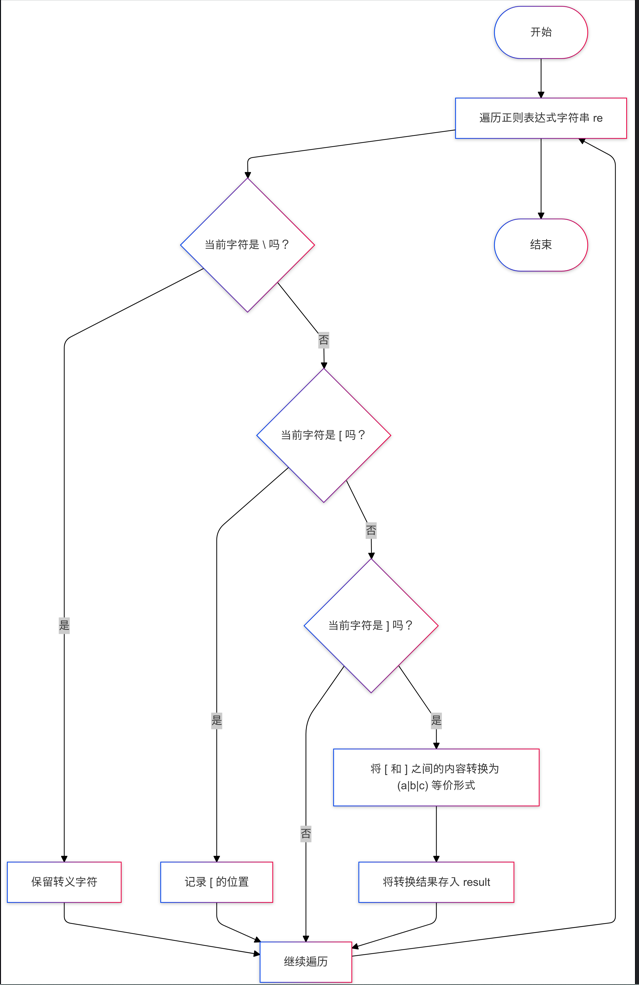 开始
遍历正则表达式字符串 re
当前字符是 \ 吗？
结束
否
当前字符是 [ 吗？
否
当前字符是 ] 吗？
是
是
是
将 [ 和 ] 之间的内容转换为
(a|b|c) 等价形式
否
保留转义字符
记录 [ 的位置
将转换结果存入 result
继续遍历